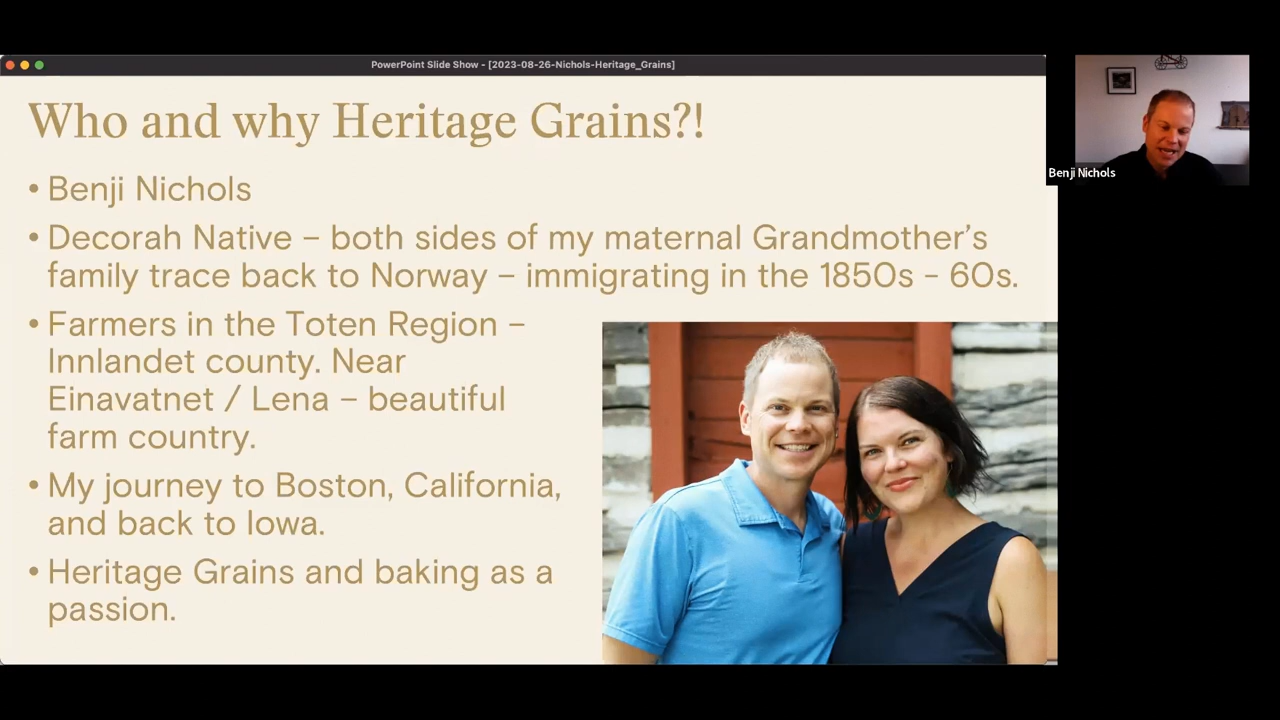 PowerPoint Slide Show - [2023-08-26-Nichols-Heritage_Grains]
Who and why Heritage Grains?!
• Benji Nichols
• Decorah Native – both sides of my maternal Grandmother’s
family trace back to Norway – immigrating in the 1850s – 60s.
• Farmers in the Toten Region –
Innlandet county. Near
Einavatnet / Lena – beautiful
farm country.
• My journey to Boston, California,
and back to Iowa.
• Heritage Grains and baking as a
passion.
Benji Nichols